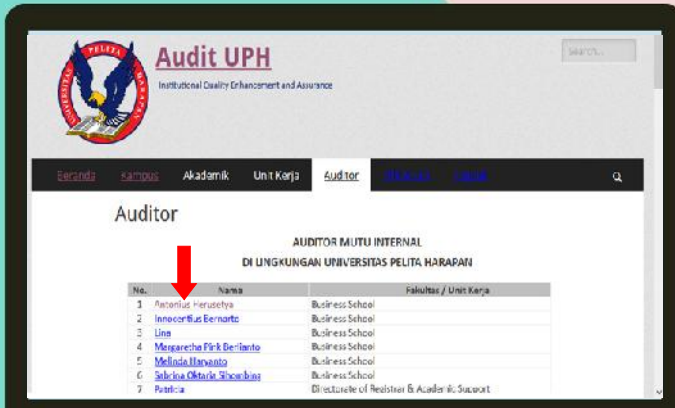 Audit UPH
Institutional Quality Enhancement and Assurance
Search...
UNIVERSITAS PELITA HARAPAN
Beranda Kampus Akademik Unit Kerja Auditor
Auditor
AUDITOR MUTU INTERNAL
DI LINGKUNGAN UNIVERSITAS PELITA HARAPAN
No. Nama Fakultas / Unit Kerja
1 Antonius Herusetya Business School
2 Innocentius Bernarto Business School
3 Lina Business School
4 Margaretha Pink Berlianto Business School
5 Melinda Haryanto Business School
6 Sabrina Oktaria Sihombing Business School
7 Patricia Directorate of Registrar & Academic Support